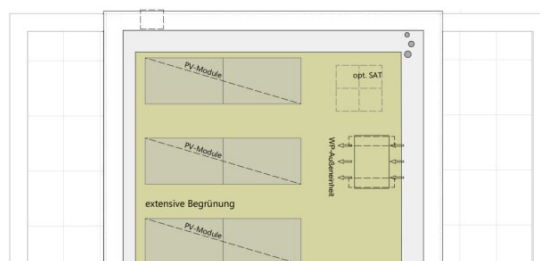 PV-Module
opt. SAT
PV-Module
WP-Außeneinheit
extensive Begrünung
PV-Module